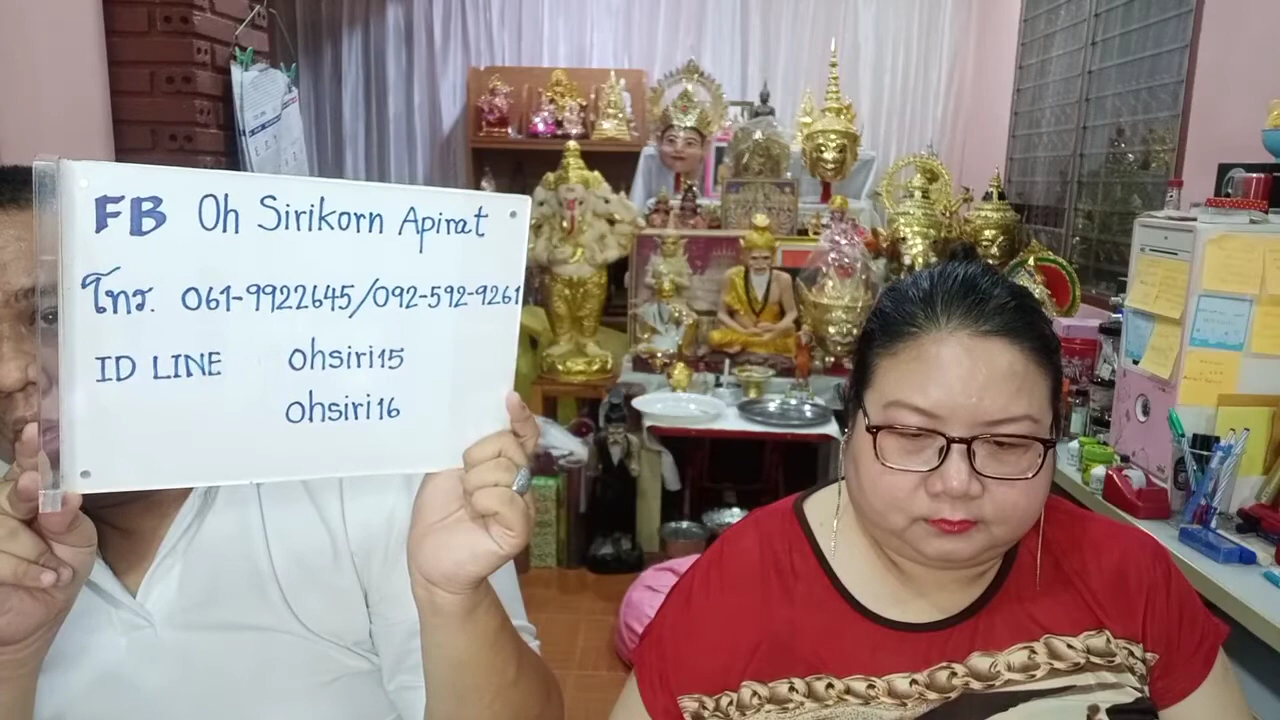 FB Oh Sirikorn Apirat
โทร. 061-9922645/092-592-9261
ID LINE ohsiri15
ohsiri16